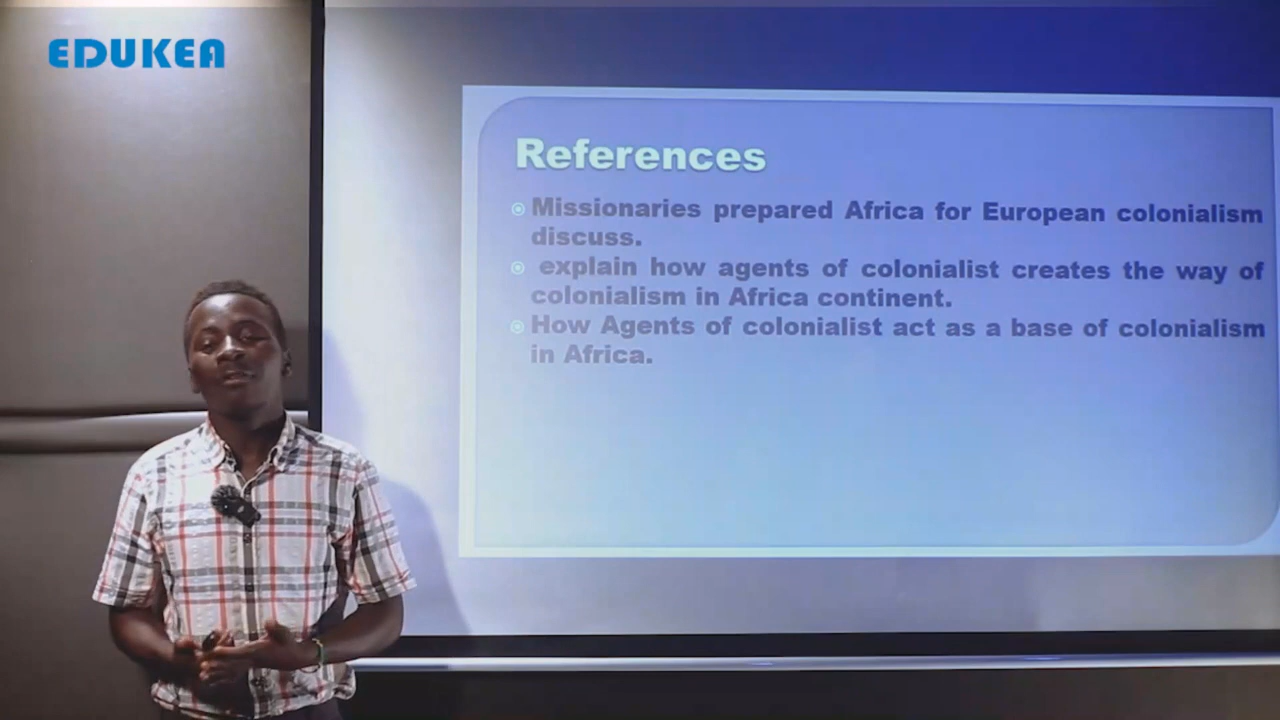 EDUKEA
References
Missionaries prepared Africa for European colonialism
discuss.
explain how agents of colonialist creates the way of
colonialism in Africa continent.
How Agents of colonialist act as a base of colonialism
in Africa.